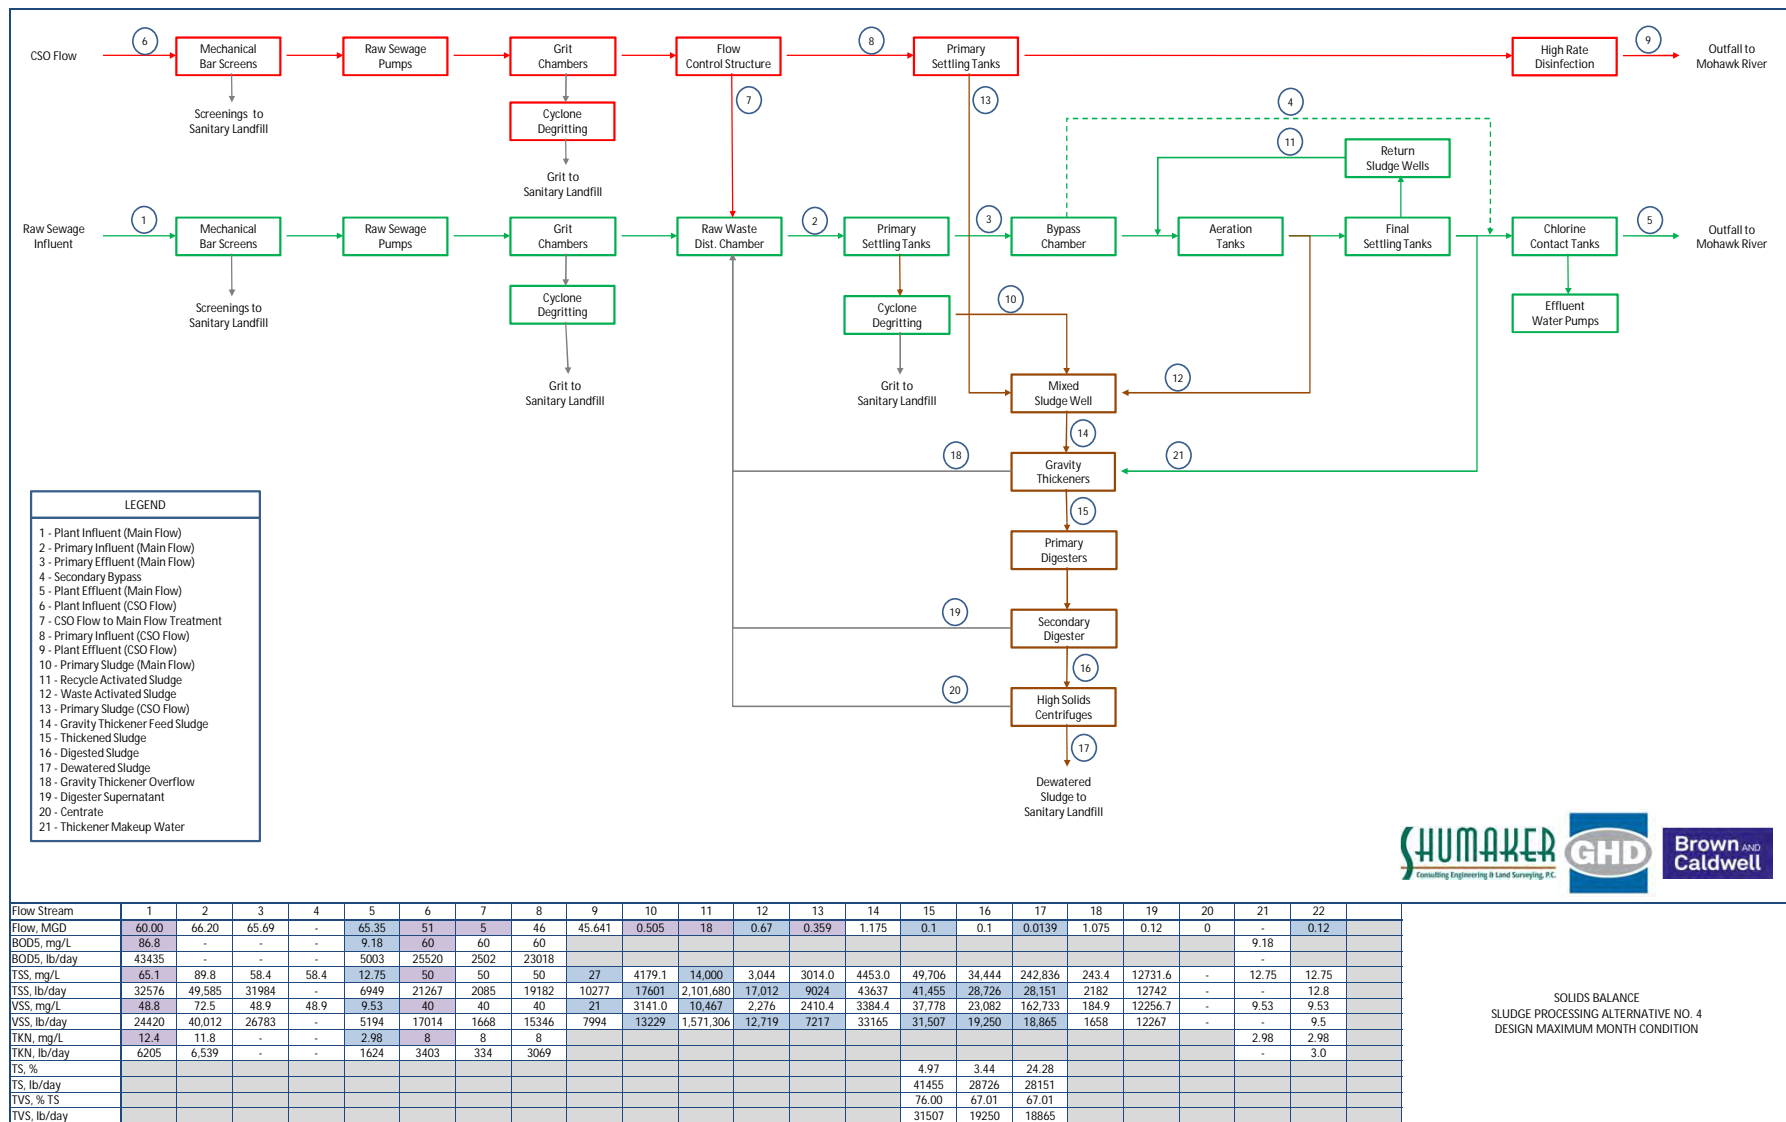 CSO Flow
6
Mechanical
Bar Screens
Raw Sewage
Pumps
Grit
Chambers
Flow
Control Structure
8
Primary
Settling Tanks
High Rate
Disinfection
9
Outfall to
Mohawk River
Screenings to
Sanitary Landfill
Cyclone
Degritting
7
13
4
Grit to
Sanitary Landfill
11
Return
Sludge Wells
Raw Sewage
Influent
1
Mechanical
Bar Screens
Raw Sewage
Pumps
Grit
Chambers
Raw Waste
Dist. Chamber
2
Primary
Settling Tanks
3
Bypass
Chamber
Aeration
Tanks
Final
Settling Tanks
Chlorine
Contact Tanks
5
Outfall to
Mohawk River
Screenings to
Sanitary Landfill
Cyclone
Degritting
Cyclone
Degritting
10
Effluent
Water Pumps
Grit to
Sanitary Landfill
Grit to
Sanitary Landfill
Mixed
Sludge Well
12
14
18
Gravity
Thickeners
21
15
Primary
Digesters
19
Secondary
Digester
16
20
High Solids
Centrifuges
17
Dewatered
Sludge to
Sanitary Landfill
LEGEND
1 - Plant Influent (Main Flow)
2 - Primary Influent (Main Flow)
3 - Primary Effluent (Main Flow)
4 - Secondary Bypass
5 - Plant Effluent (Main Flow)
6 - Plant Influent (CSO Flow)
7 - CSO Flow to Main Flow Treatment
8 - Primary Influent (CSO Flow)
9 - Plant Effluent (CSO Flow)
10 - Primary Sludge (Main Flow)
11 - Recycle Activated Sludge
12 - Waste Activated Sludge
13 - Primary Sludge (CSO Flow)
14 - Gravity Thickener Feed Sludge
15 - Thickened Sludge
16 - Digested Sludge
17 - Dewatered Sludge
18 - Gravity Thickener Overflow
19 - Digester Supernatant
20 - Centrate
21 - Thickener Makeup Water
SHUMAKER
Consulting Engineering & Land Surveying, P.C.
GHD
Brown AND
Caldwell
Flow Stream 1 2 3 4 5 6 7 8 9 10 11 12 13 14 15 16 17 18 19 20 21 22
Flow, MGD 60.00 66.20 65.69 - 65.35 51 5 46 45.641 0.505 18 0.67 0.359 1.175 0.1 0.1 0.0139 1.075 0.12 0 - 0.12
BOD5, mg/L 86.8 - - - 9.18 60 60 60 9.18
BOD5, lb/day 43435 - - - 5003 25520 2502 23018 -
TSS, mg/L 65.1 89.8 58.4 58.4 12.75 50 50 50 27 4179.1 14,000 3,044 3014.0 4453.0 49,706 34,444 242,836 243.4 12731.6 - 12.75 12.75
TSS, lb/day 32576 49,585 31984 - 6949 21267 2085 19182 10277 17601 2,101,680 17,012 9024 43637 41,455 28,726 28,151 2182 12742 - - 12.8
VSS, mg/L 48.8 72.5 48.9 48.9 9.53 40 40 40 21 3141.0 10,467 2,276 2410.4 3384.4 37,778 23,082 162,733 184.9 12256.7 - 9.53 9.53
VSS, lb/day 24420 40,012 26783 - 5194 17014 1668 15346 7994 13229 1,571,306 12,719 7217 33165 31,507 19,250 18,865 1658 12267 - - 9.5
TKN, mg/L 12.4 11.8 - - 2.98 8 8 8 2.98 2.98
TKN, lb/day 6205 6,539 - - 1624 3403 334 3069 - 3.0
TS, % 4.97 3.44 24.28
TS, lb/day 41455 28726 28151
TVS, % TS 76.00 67.01 67.01
TVS, lb/day 31507 19250 18865
SOLIDS BALANCE
SLUDGE PROCESSING ALTERNATIVE NO. 4
DESIGN MAXIMUM MONTH CONDITION